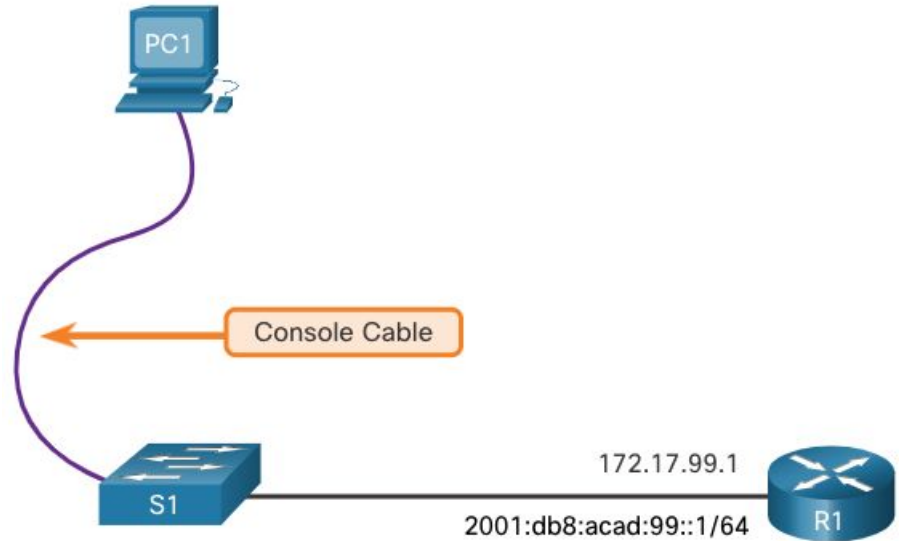 PC1
Console Cable
172.17.99.1
S1
2001:db8:acad:99::1/64
R1